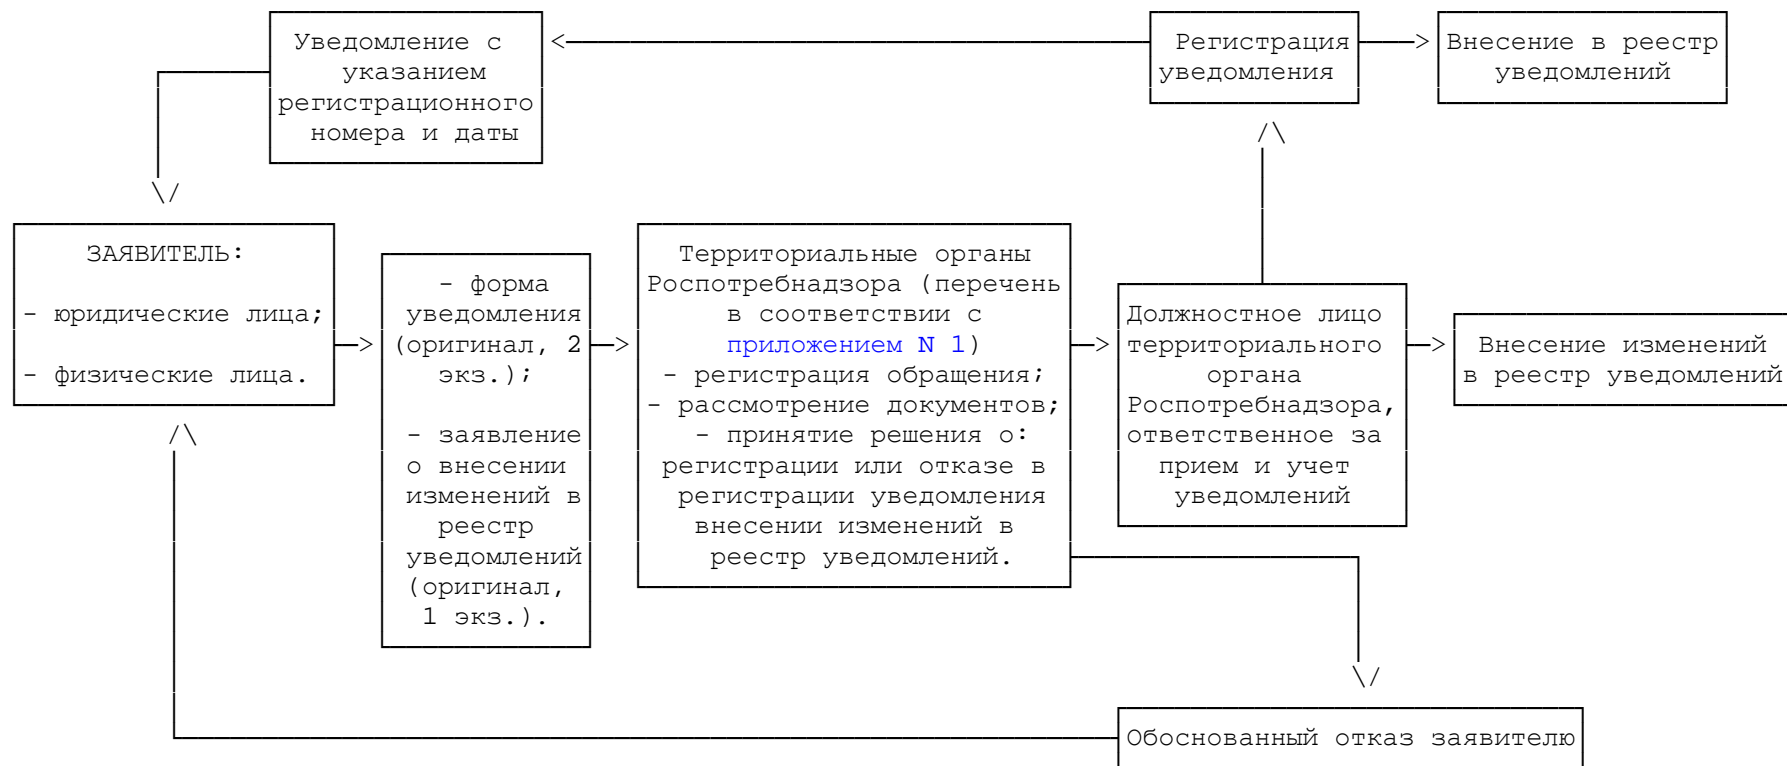 Уведомление с
указанием
регистрационного
номера и даты
Регистрация
уведомления
Внесение в реестр
уведомлений
ЗАЯВИТЕЛЬ:
- юридические лица;
- физические лица.
- форма
уведомления
(оригинал, 2
экз.);
- заявление
о внесении
изменений в
реестр
уведомлений
(оригинал,
1 экз.).
Территориальные органы
Роспотребнадзора (перечень
в соответствии с
приложением N 1)
- регистрация обращения;
- рассмотрение документов;
- принятие решения о:
регистрации или отказе в
регистрации уведомления
внесении изменений в
реестр уведомлений.
Должностное лицо
территориального
органа
Роспотребнадзора,
ответственное за
прием и учет
уведомлений
Внесение изменений
в реестр уведомлений
Обоснованный отказ заявителю